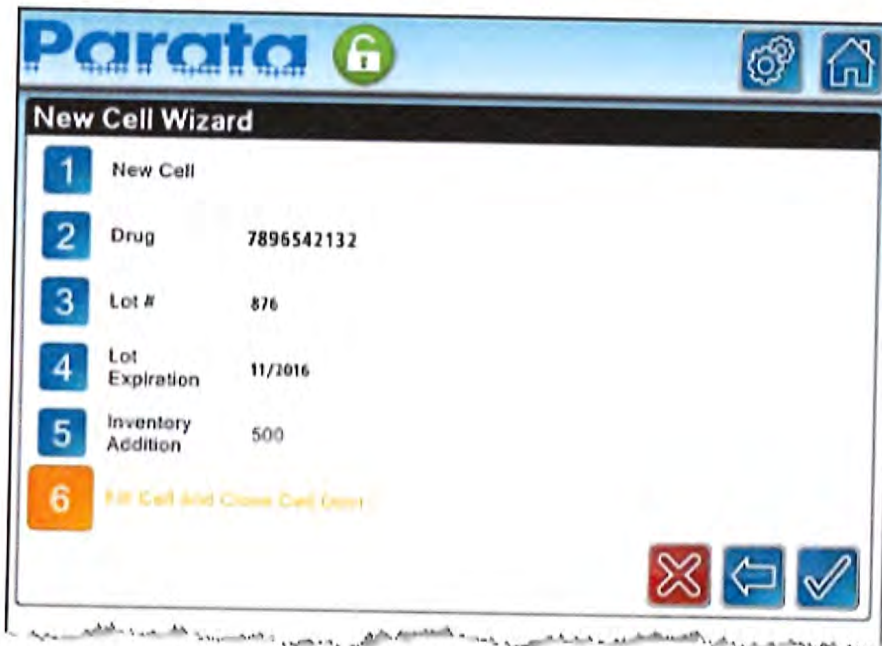 Parata
New Cell Wizard
1 New Cell
2 Drug 7896542132
3 Lot # 876
4 Lot
Expiration 11/2016
5 Inventory
Addition 500
6 Fill Cell and Close Cell Door